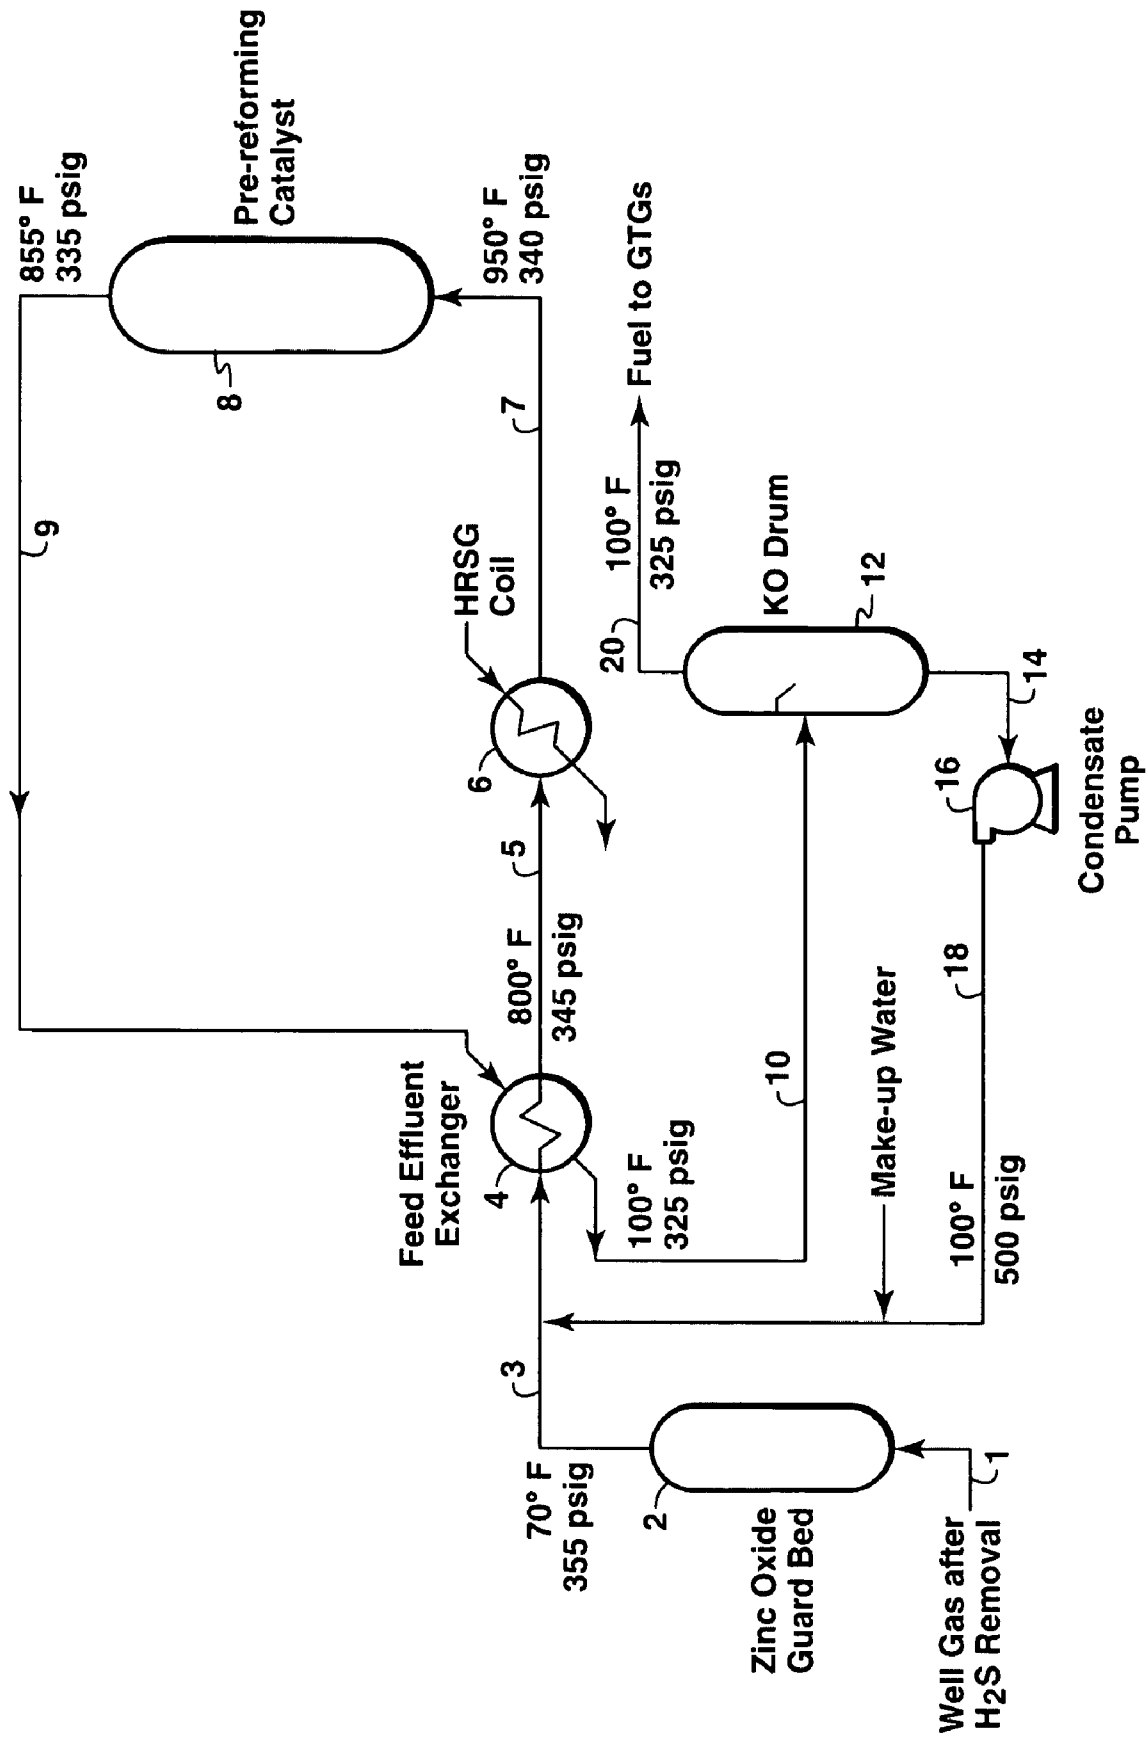 855° F
335 psig
Pre-reforming
Catalyst
8
9
950° F
340 psig
7
HRSG
Coil
6
5
800° F
345 psig
Feed Effluent
Exchanger
4
3
70° F
355 psig
2
Zinc Oxide
Guard Bed
1
Well Gas after
H2S Removal
100° F
325 psig
10
KO Drum
12
20
100° F
325 psig
Fuel to GTGs
14
16
Condensate
Pump
18
Make-up Water
100° F
500 psig